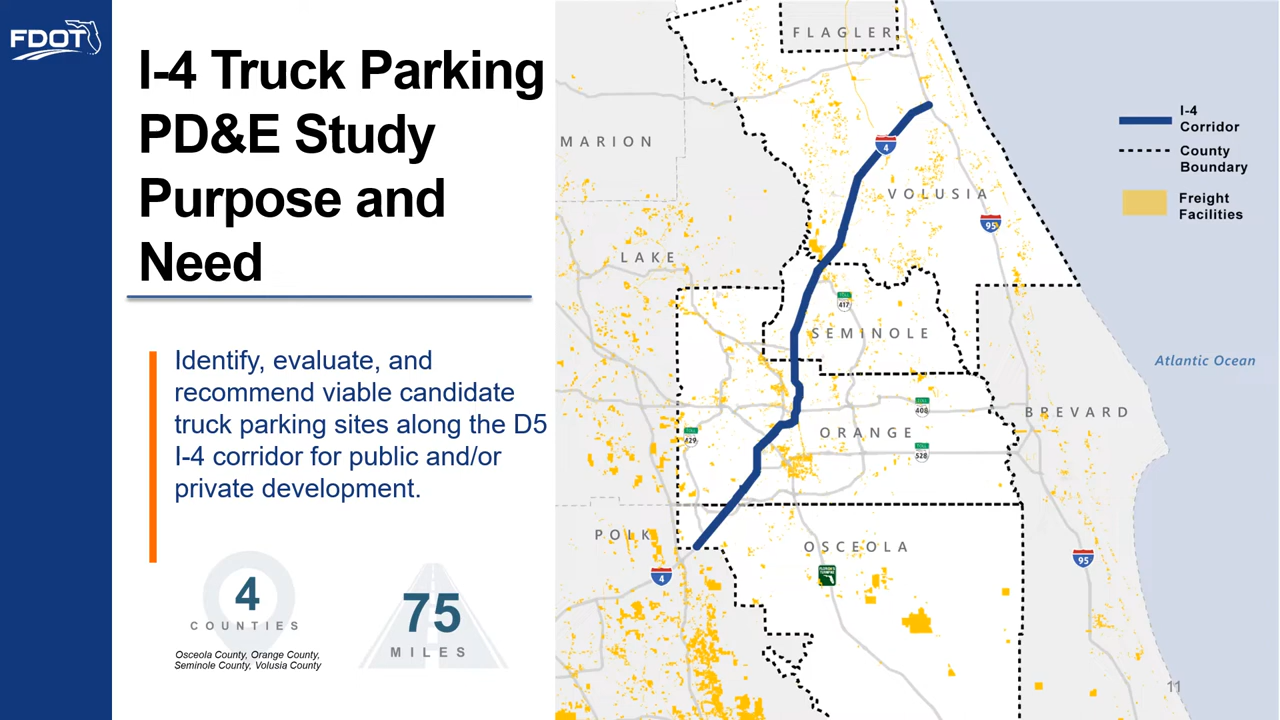 FDOT
I-4 Truck Parking
PD&E Study
Purpose and
Need
Identify, evaluate, and
recommend viable candidate
truck parking sites along the D5
I-4 corridor for public and/or
private development.
4
COUNTIES
Osceola County, Orange County,
Seminole County, Volusia County
75
MILES
FLAGLER
MARION
4
VOLUSIA
95
LAKE
417
SEMINOLE
408
BREVARD
ORANGE
429
528
POLK
OSCEOLA
4
95
Atlantic Ocean
I-4
Corridor
County
Boundary
Freight
Facilities
11